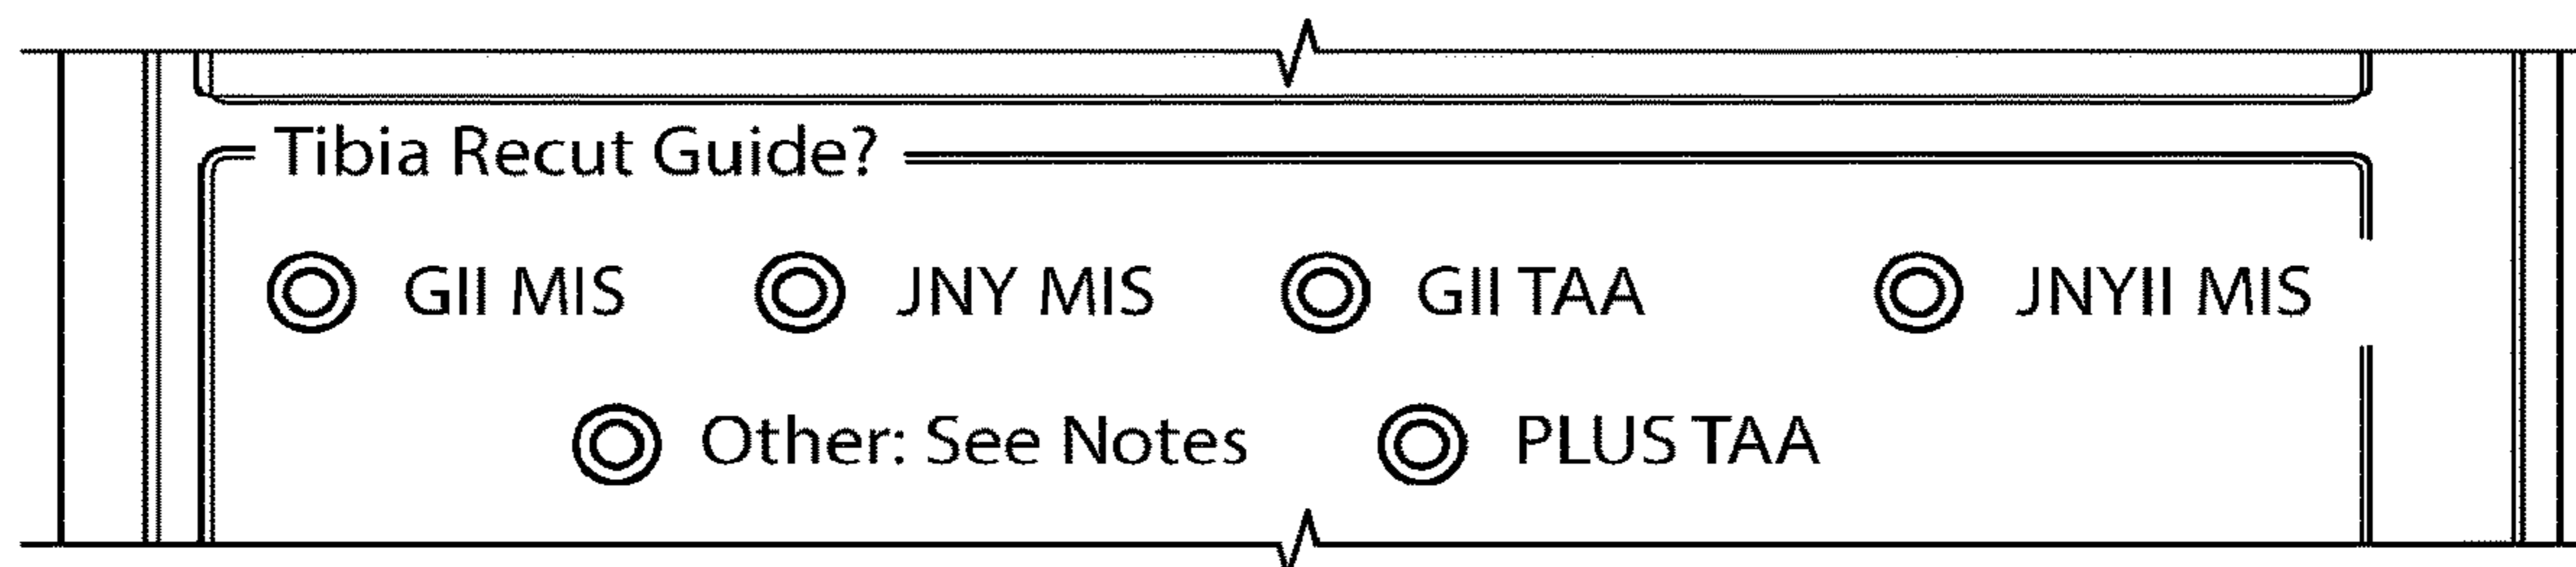 Tibia Recut Guide?
GII MIS JNY MIS GII TAA JNYII MIS
Other: See Notes PLUS TAA